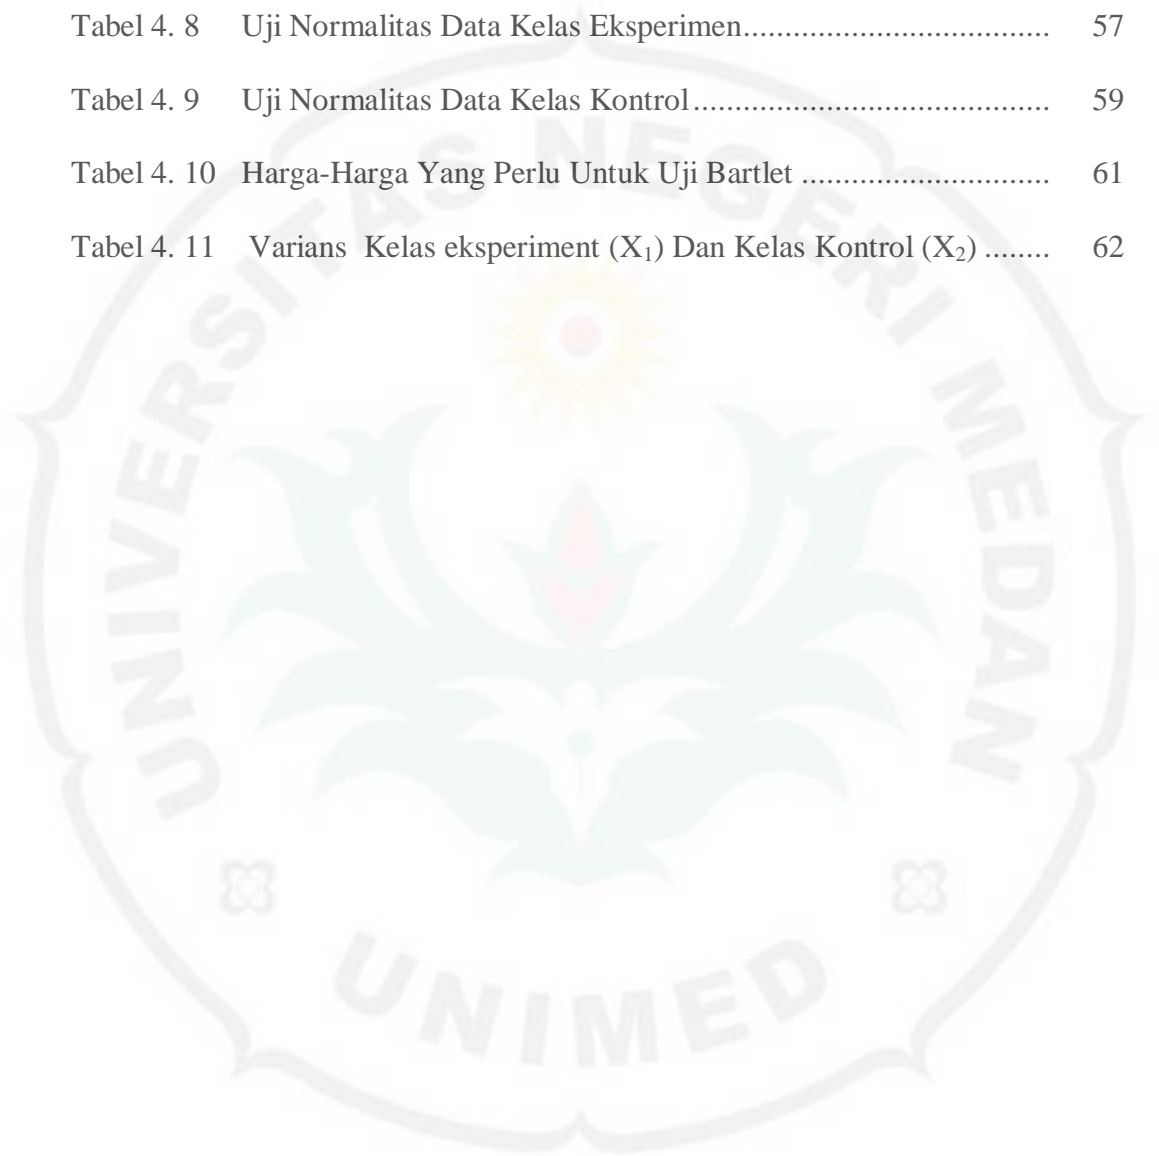 Tabel 4. 8 Uji Normalitas Data Kelas Eksperimen..................................... 57
Tabel 4. 9 Uji Normalitas Data Kelas Kontrol........................................... 59
Tabel 4. 10 Harga-Harga Yang Perlu Untuk Uji Bartlet .............................. 61
Tabel 4. 11 Varians Kelas eksperiment (X₁) Dan Kelas Kontrol (X₂) ........ 62
UNIVERSITAS NEGERI MEDAN
UNIMED